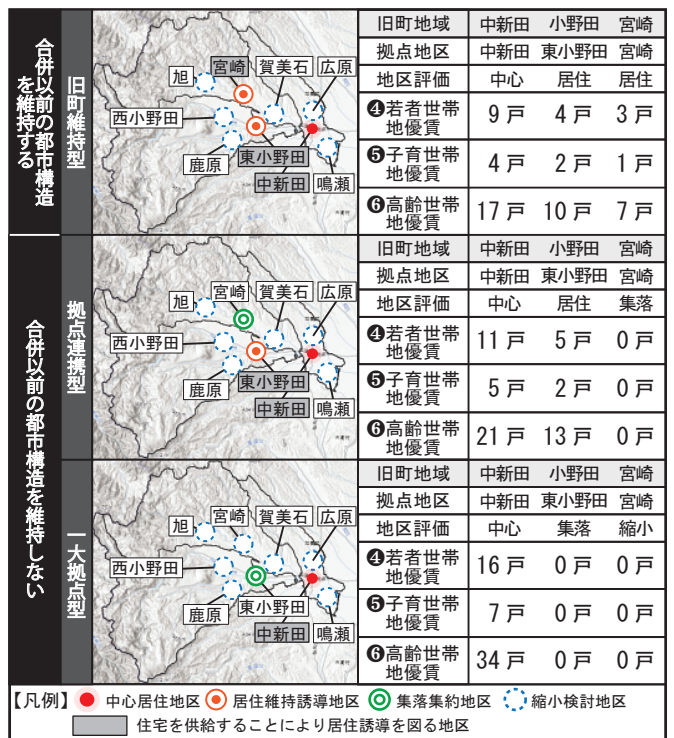 合併以前の都市構造
を維持する
旧町維持型
旭
宮崎
賀美石
広原
西小野田
鹿原
東小野田
中新田
鳴瀬
旧町地域 中新田 小野田 宮崎
拠点地区 中新田 東小野田 宮崎
地区評価 中心 居住 居住
❹若者世帯
地優賃
9戸 4戸 3戸
❺子育世帯
地優賃
4戸 2戸 1戸
❻高齢世帯
地優賃
17戸 10戸 7戸
合併以前の都市構造を維持しない
拠点連携型
旭
宮崎
賀美石
広原
西小野田
鹿原
東小野田
中新田
鳴瀬
旧町地域 中新田 小野田 宮崎
拠点地区 中新田 東小野田 宮崎
地区評価 中心 居住 集落
❹若者世帯
地優賃
11戸 5戸 0戸
❺子育世帯
地優賃
5戸 2戸 0戸
❻高齢世帯
地優賃
21戸 13戸 0戸
一大拠点型
旭
宮崎
賀美石
広原
西小野田
鹿原
東小野田
中新田
鳴瀬
旧町地域 中新田 小野田 宮崎
拠点地区 中新田 東小野田 宮崎
地区評価 中心 集落 縮小
❹若者世帯
地優賃
16戸 0戸 0戸
❺子育世帯
地優賃
7戸 0戸 0戸
❻高齢世帯
地優賃
34戸 0戸 0戸
【凡例】 中心居住地区 居住維持誘導地区 集落集約地区 縮小検討地区
住宅を供給することにより居住誘導を図る地区